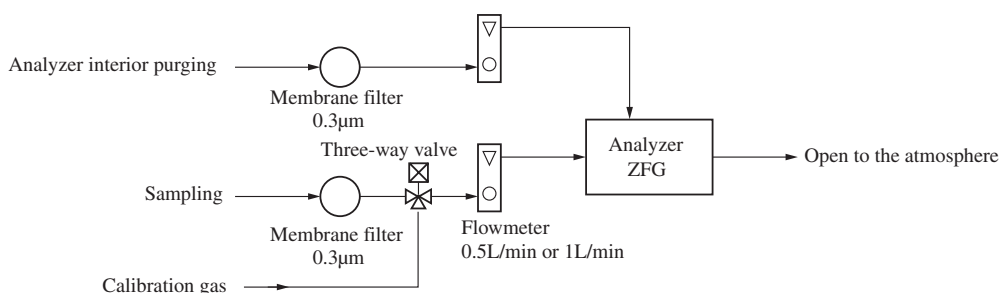 Analyzer interior purging
Membrane filter
0.3μm
Three-way valve
Analyzer
ZFG
Open to the atmosphere
Sampling
Membrane filter
0.3μm
Flowmeter
0.5L/min or 1L/min
Calibration gas